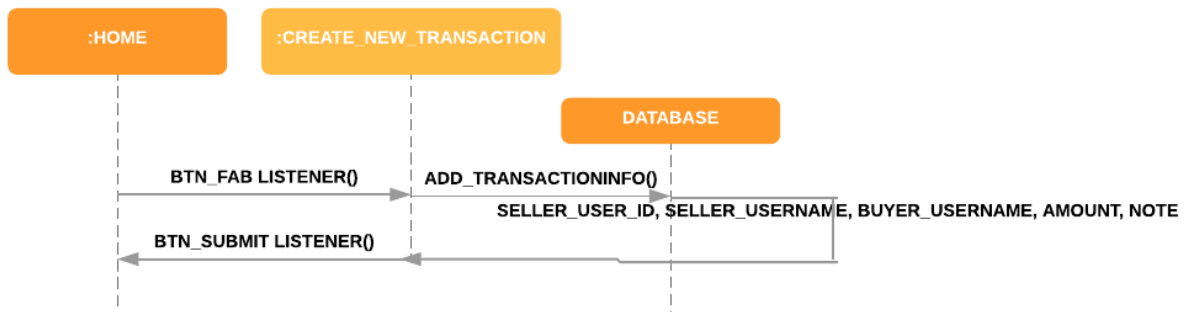 :HOME
:CREATE_NEW_TRANSACTION
DATABASE
BTN_FAB LISTENER()
ADD_TRANSACTIONINFO()
SELLER_USER_ID, SELLER_USERNAME, BUYER_USERNAME, AMOUNT, NOTE
BTN_SUBMIT LISTENER()